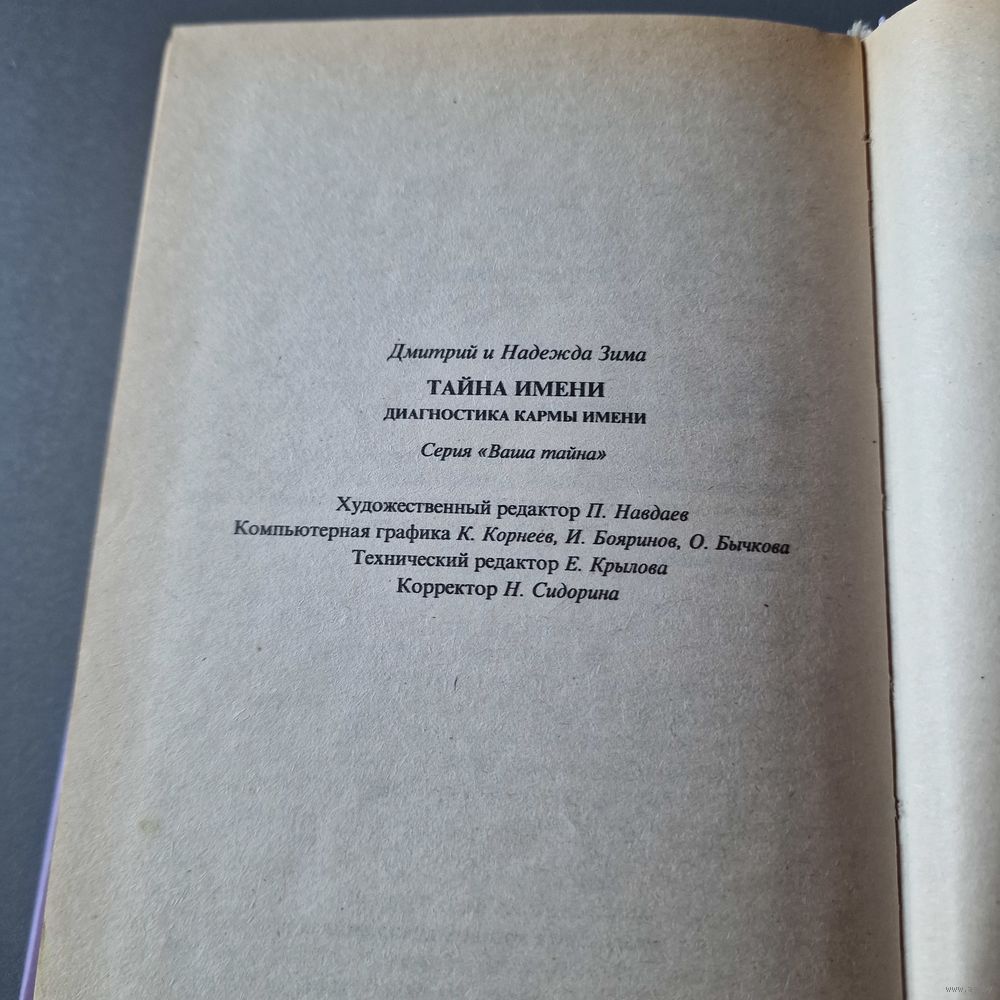 Дмитрий и Надежда Зима
ТАЙНА ИМЕНИ
ДИАГНОСТИКА КАРМЫ ИМЕНИ
Серия «Ваша тайна»
Художественный редактор П. Навдаев
Компьютерная графика К. Корнеев, И. Бояринов, О. Бычкова
Технический редактор Е. Крылова
Корректор Н. Сидорина